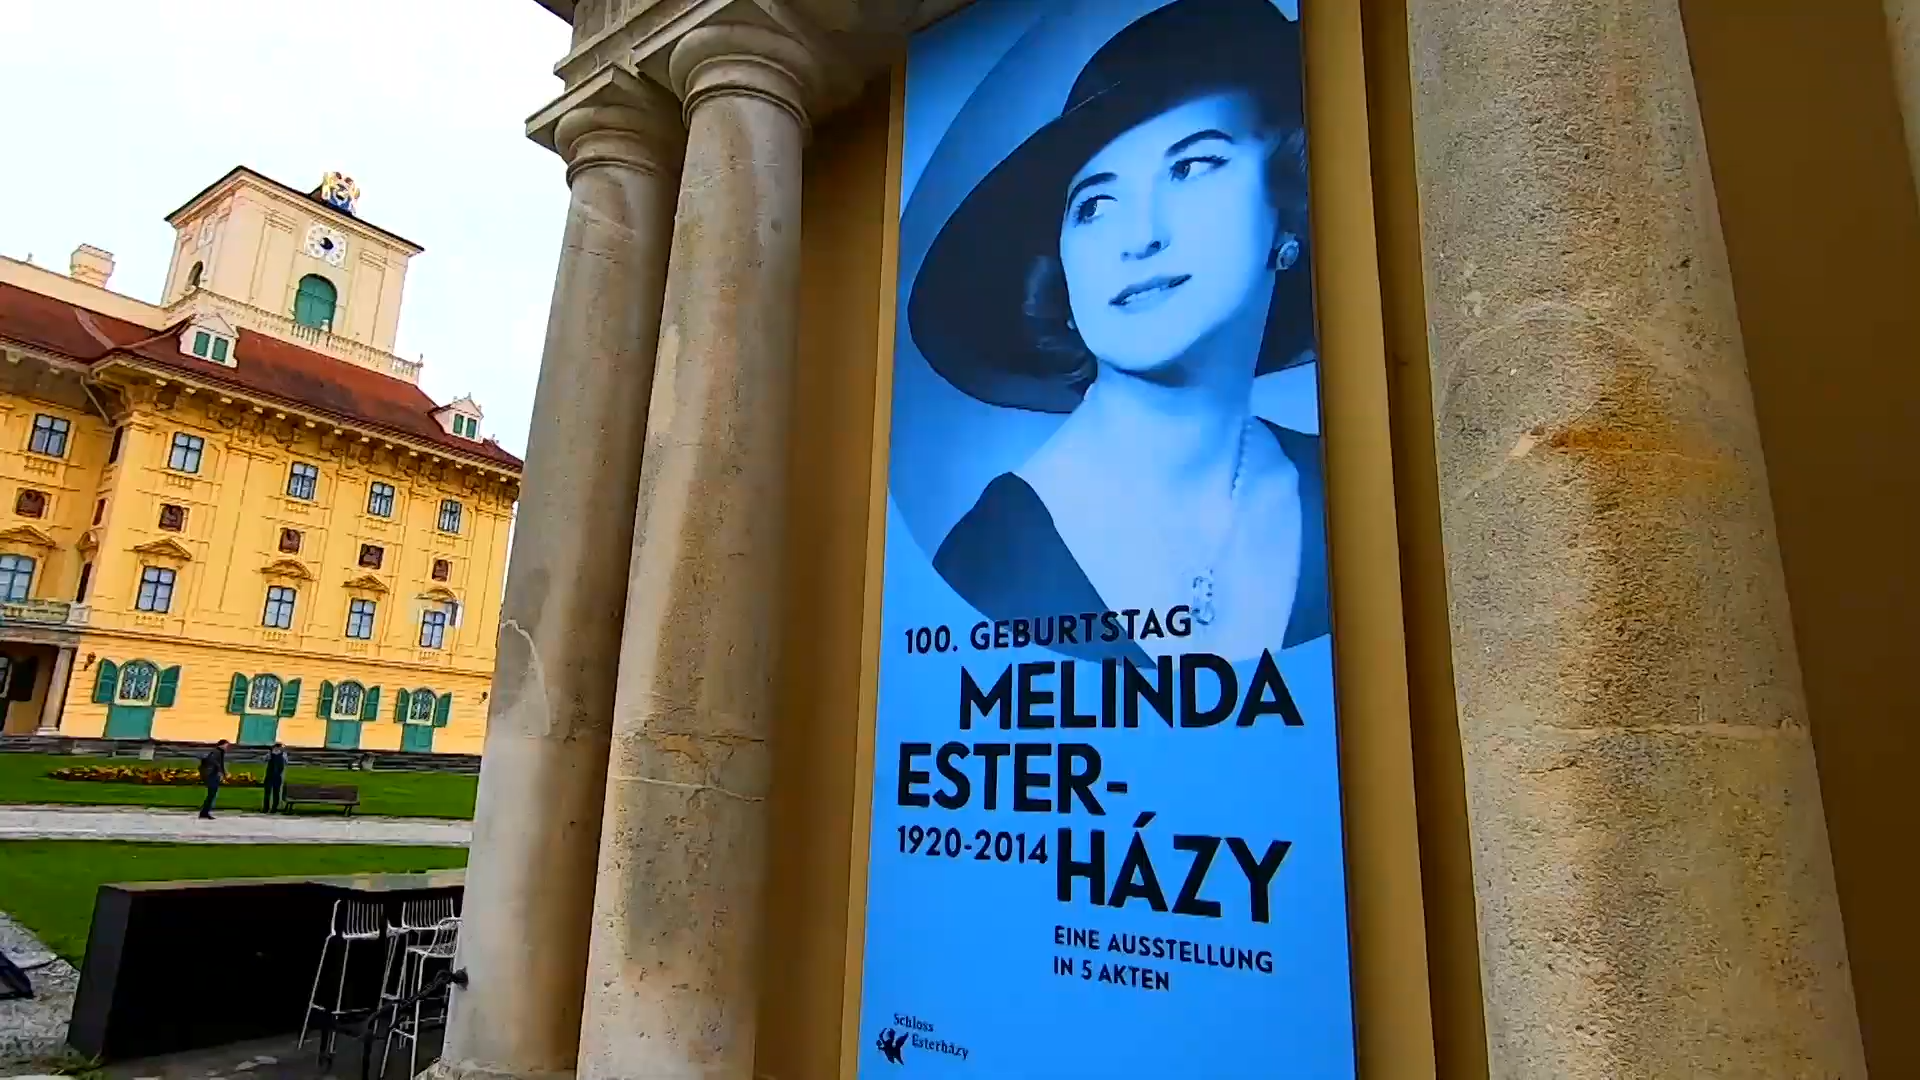 100. GEBURTSTAG
MELINDA
ESTER-
1920-2014 HÁZY
EINE AUSSTELLUNG
IN 5 AKTEN
Schloss
Esterházy